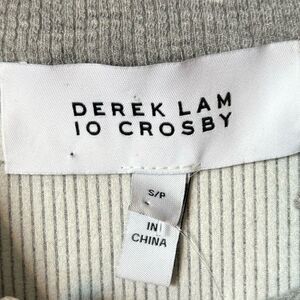 DEREK LAM
10 CROSBY
S/P
IN
CHINA